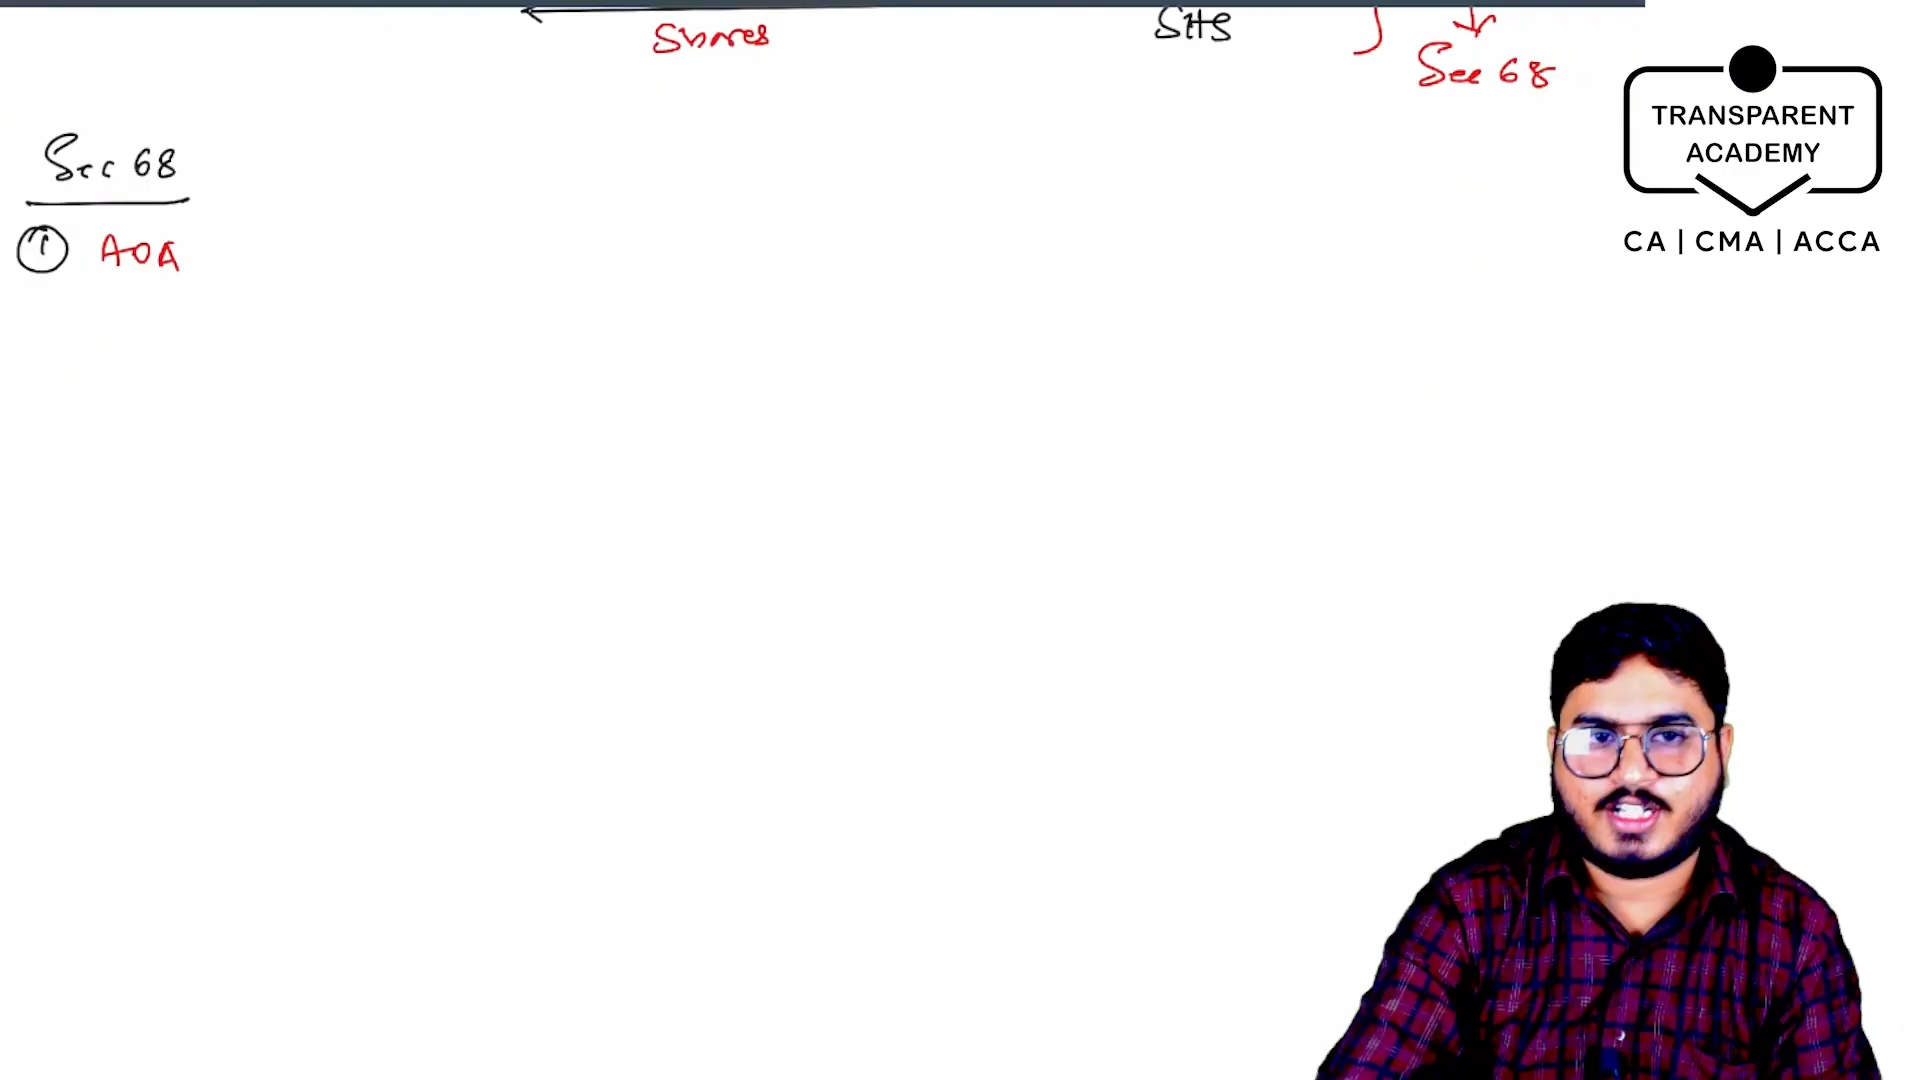 Shares
SHS
Sec 68
TRANSPARENT
ACADEMY
CA | CMA | ACCA
Sec 68
1 AOA